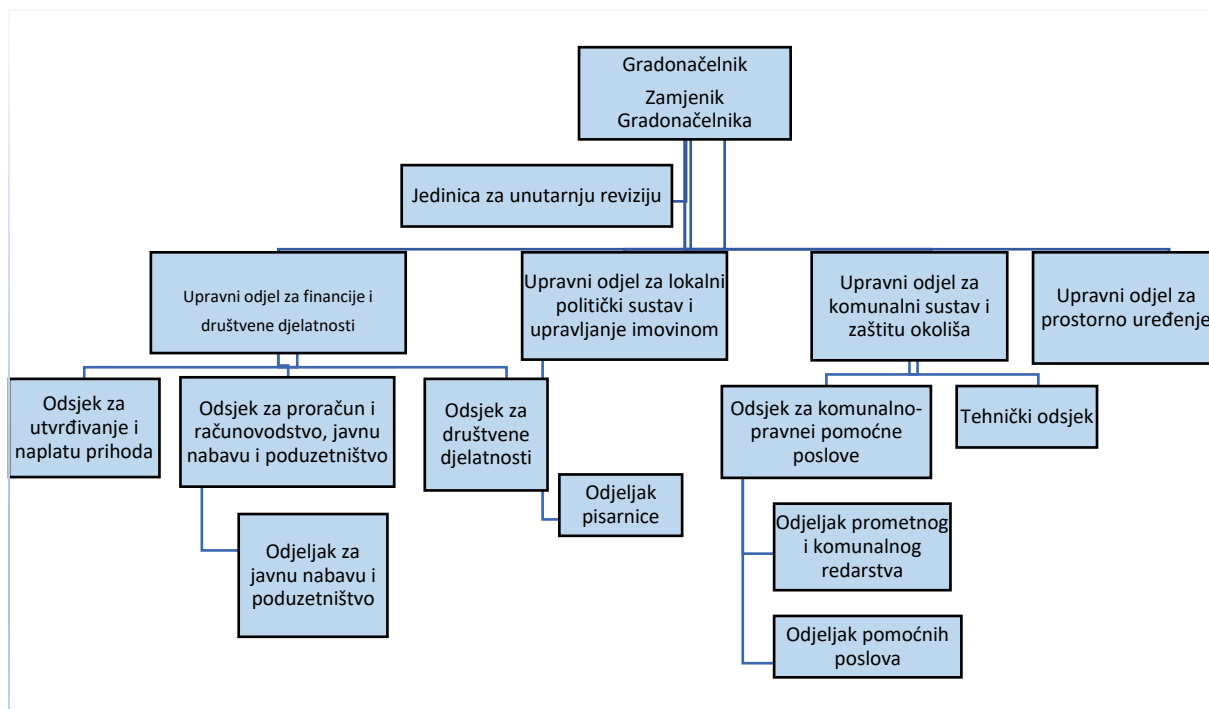 Gradonačelnik
Zamjenik
Gradonačelnika
Jedinica za unutarnju reviziju
Upravni odjel za financije i
društvene djelatnosti
Upravni odjel za lokalni
politički sustav i
upravljanje imovinom
Upravni odjel za
komunalni sustav i
zaštitu okoliša
Upravni odjel za
prostorno uređenje
Odsjek za
utvrđivanje i
naplatu prihoda
Odsjek za proračun i
računovodstvo, javnu
nabavu i poduzetništvo
Odsjek za
društvene
djelatnosti
Odsjek za komunalno-
pravnei pomoćne
poslove
Tehnički odsjek
Odjeljak za
javnu nabavu i
poduzetništvo
Odjeljak
pisarnice
Odjeljak prometnog
i komunalnog
redarstva
Odjeljak pomoćnih
poslova